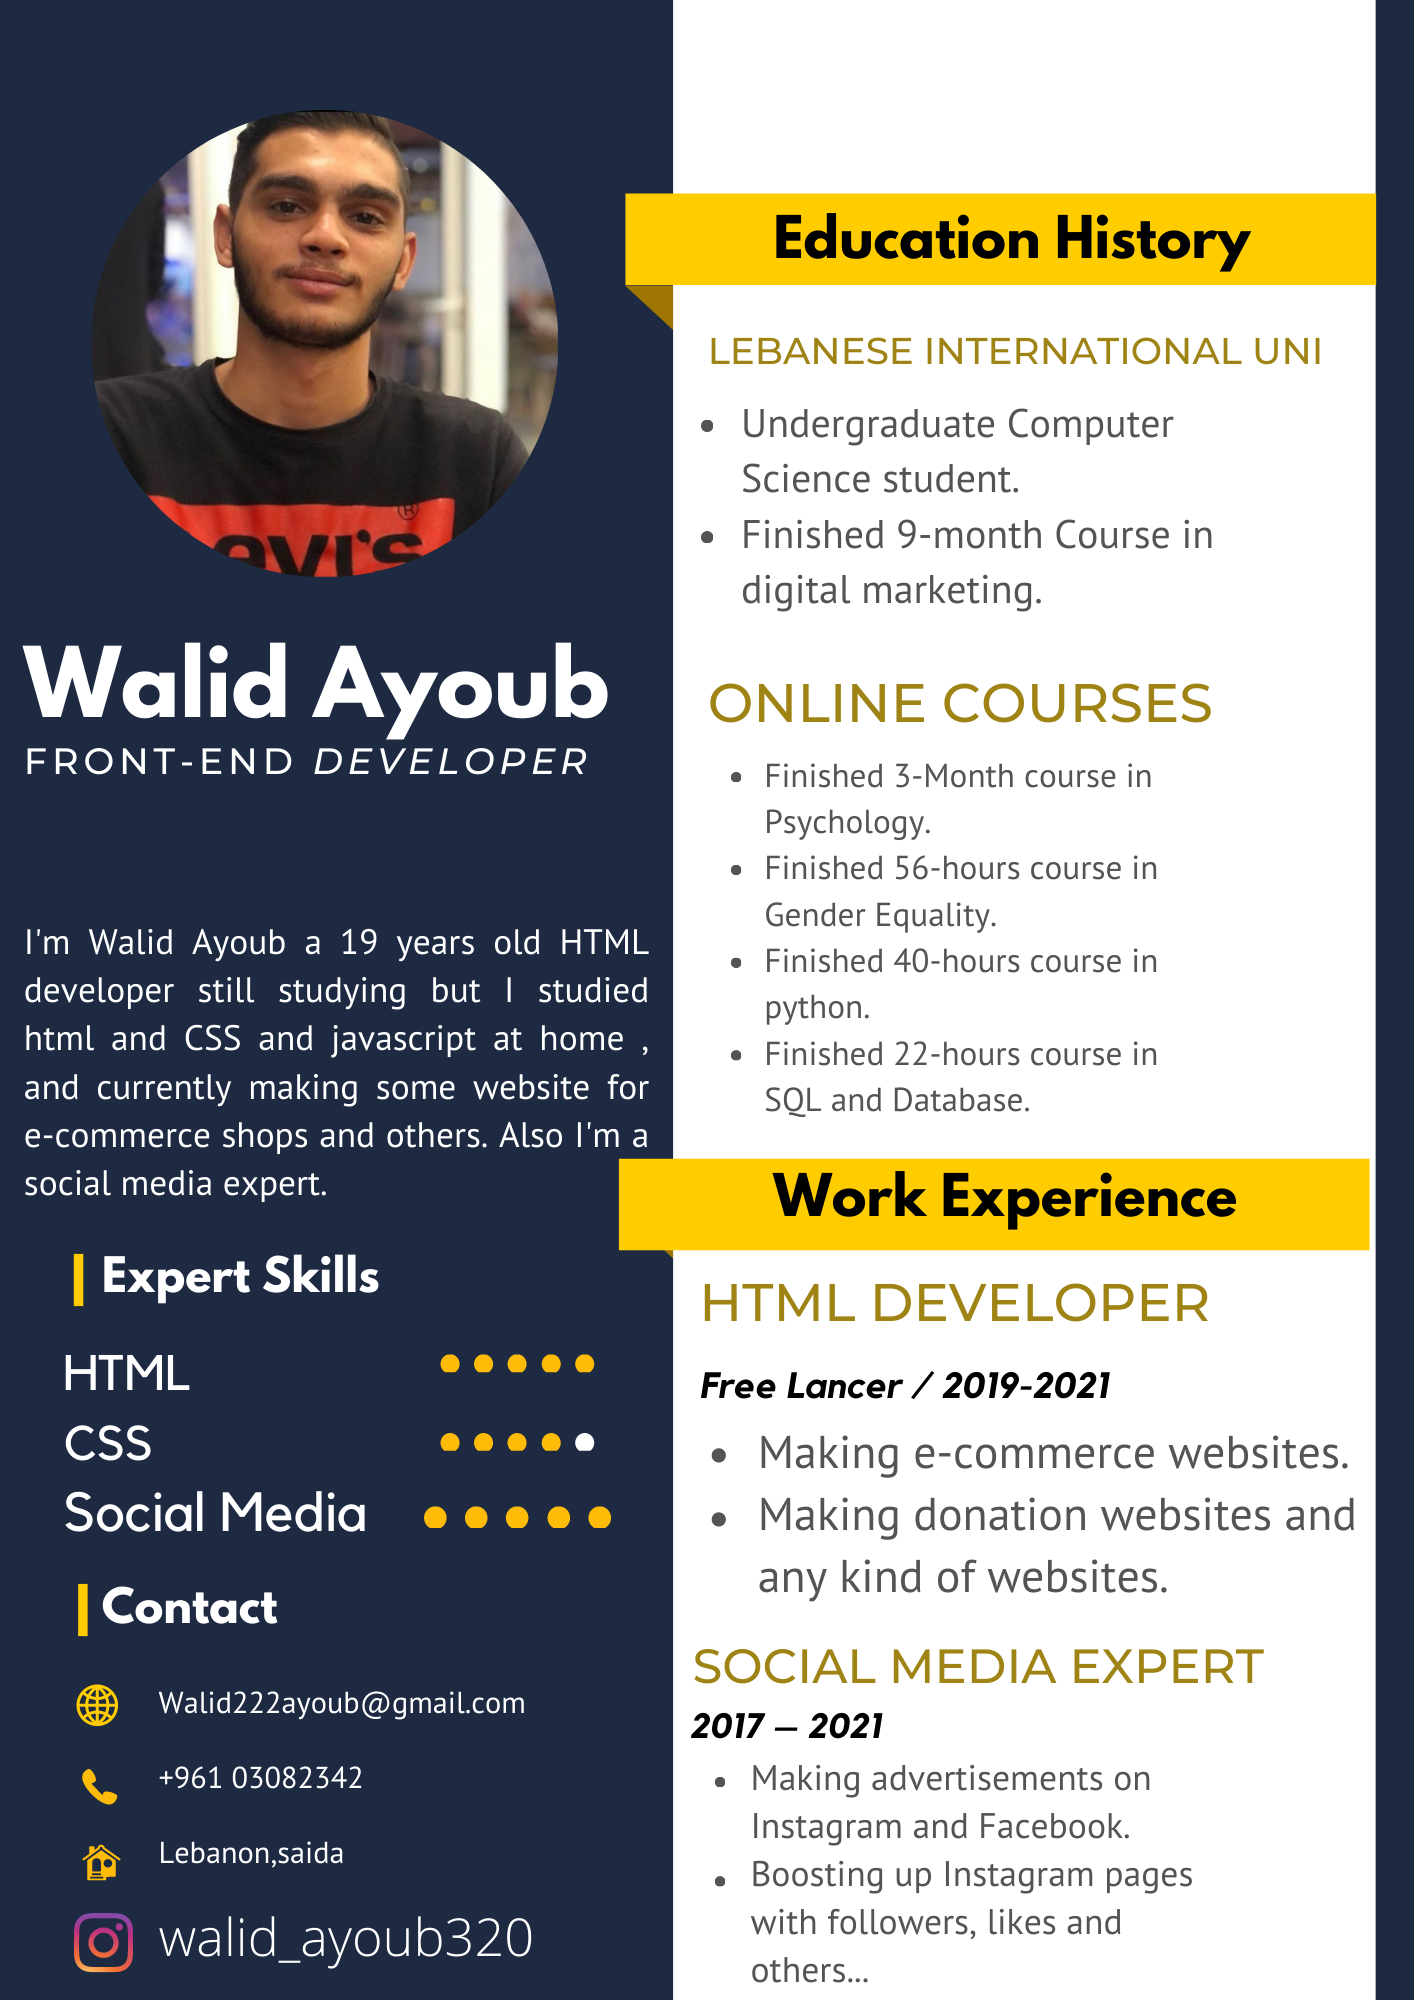 evi's
®
Walid Ayoub
FRONT-END DEVELOPER
I'm Walid Ayoub a 19 years old HTML
developer still studying but I studied
html and CSS and javascript at home ,
and currently making some website for
e-commerce shops and others. Also I'm a
social media expert.
Expert Skills
HTML
CSS
Social Media
Contact
Walid222ayoub@gmail.com
+961 03082342
Lebanon,saida
walid_ayoub320
Education History
LEBANESE INTERNATIONAL UNI
• Undergraduate Computer
Science student.
• Finished 9-month Course in
digital marketing.
ONLINE COURSES
• Finished 3-Month course in
Psychology.
• Finished 56-hours course in
Gender Equality.
• Finished 40-hours course in
python.
• Finished 22-hours course in
SQL and Database.
Work Experience
HTML DEVELOPER
Free Lancer / 2019-2021
• Making e-commerce websites.
• Making donation websites and
any kind of websites.
SOCIAL MEDIA EXPERT
2017 — 2021
• Making advertisements on
Instagram and Facebook.
• Boosting up Instagram pages
with followers, likes and
others...